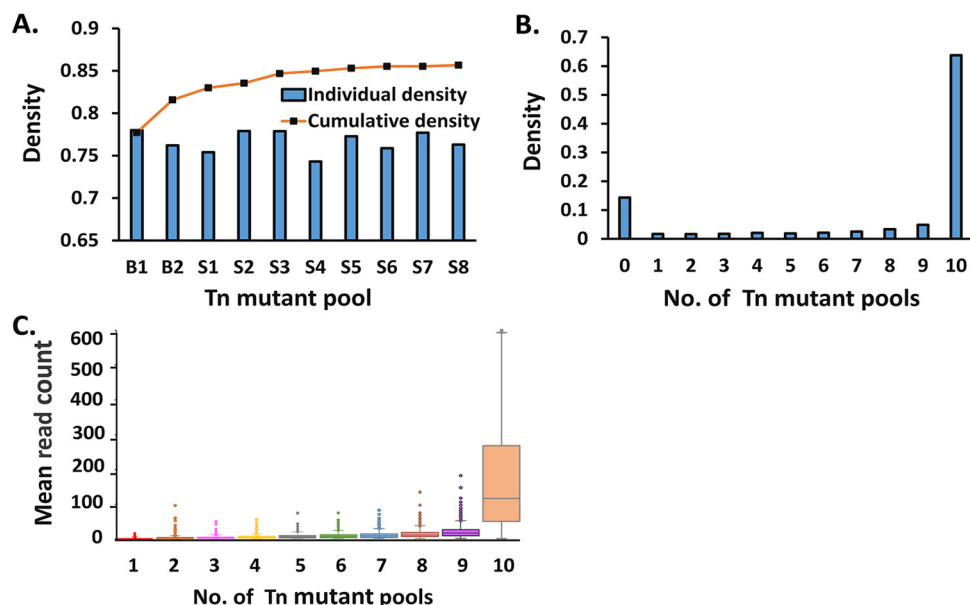 A.
0.9
0.85
0.8
0.75
0.7
0.65
Density
Individual density
Cumulative density
B1 B2 S1 S2 S3 S4 S5 S6 S7 S8
Tn mutant pool
B.
0.7
0.6
0.5
0.4
0.3
0.2
0.1
0
Density
0 1 2 3 4 5 6 7 8 9 10
No. of Tn mutant pools
C.
600
500
400
300
200
100
0
Mean read count
1 2 3 4 5 6 7 8 9 10
No. of Tn mutant pools